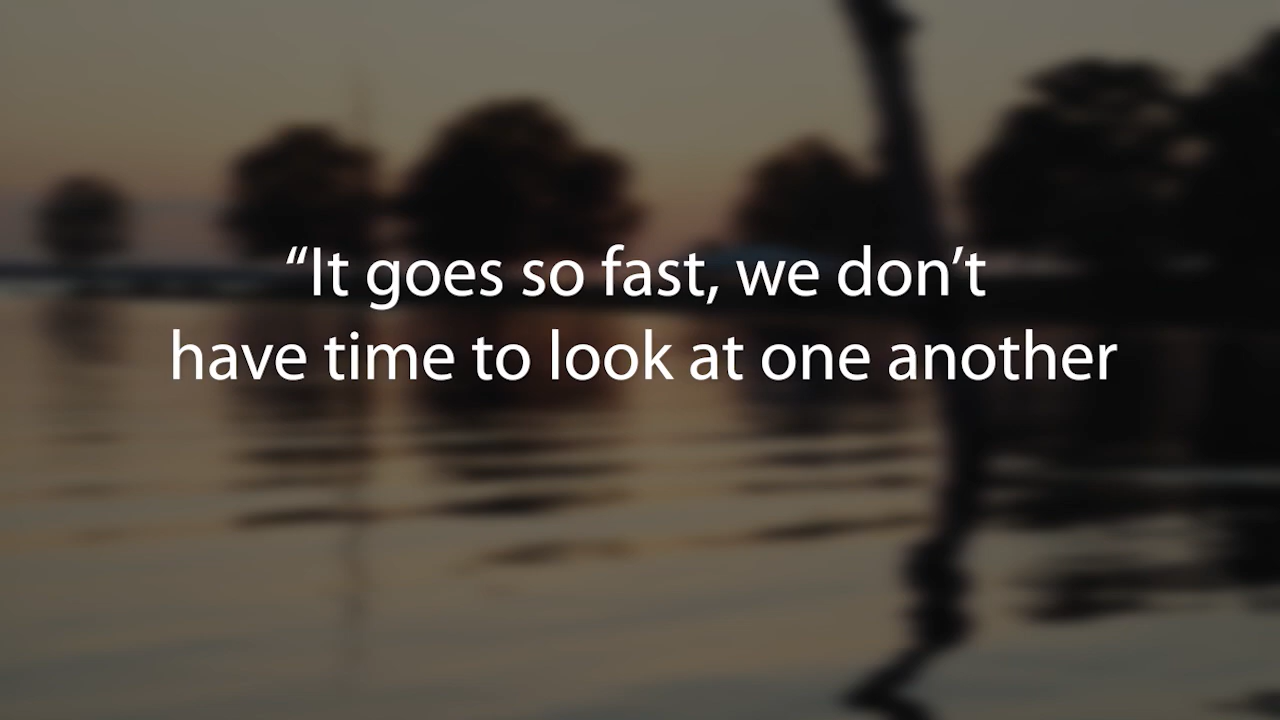 “It goes so fast, we don’t
have time to look at one another